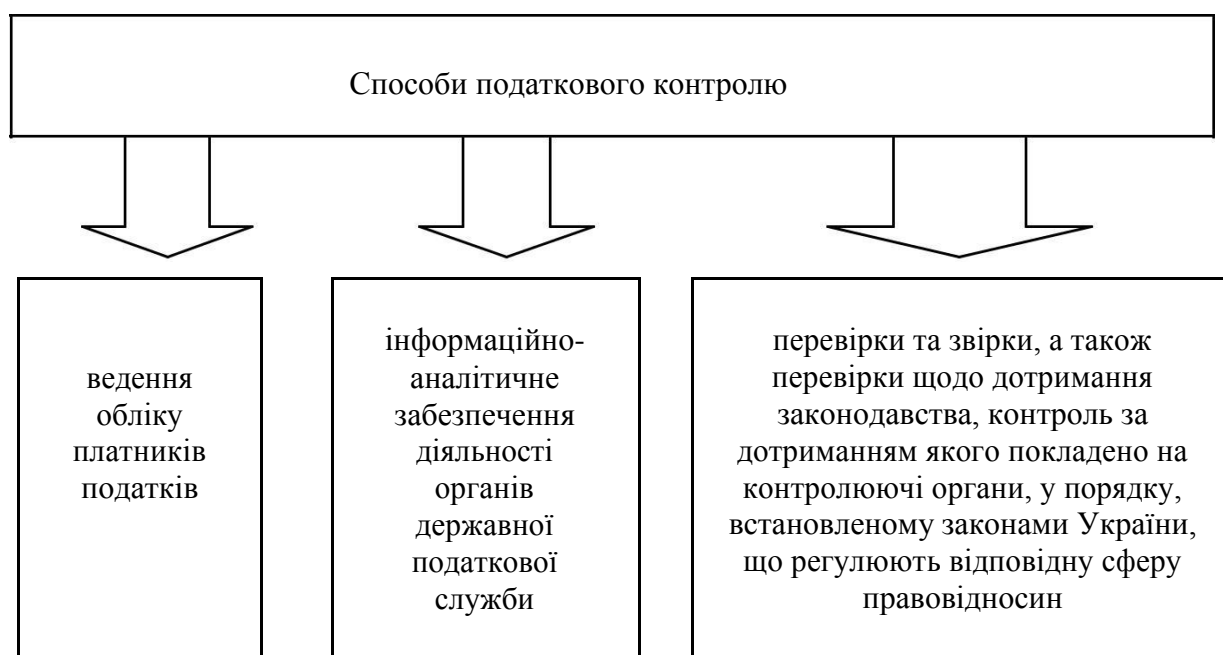 Способи податкового контролю
ведення
обліку
платників
податків
інформаційно-
аналітичне
забезпечення
діяльності
органів
державної
податкової
служби
перевірки та звірки, а також
перевірки щодо дотримання
законодавства, контроль за
дотриманням якого покладено на
контролюючі органи, у порядку,
встановленому законами України,
що регулюють відповідну сферу
правовідносин